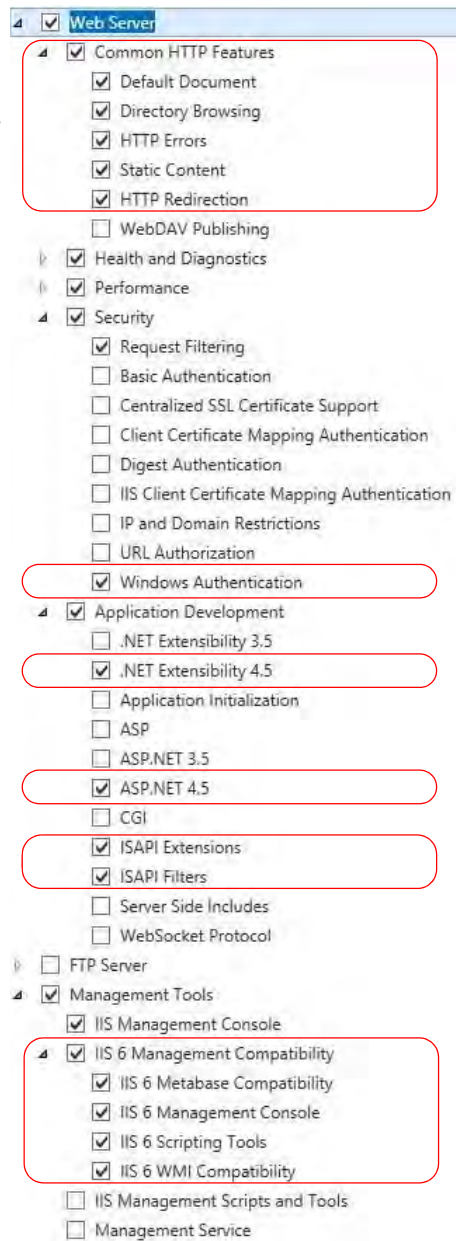 Web Server
Common HTTP Features
Default Document
Directory Browsing
HTTP Errors
Static Content
HTTP Redirection
WebDAV Publishing
Health and Diagnostics
Performance
Security
Request Filtering
Basic Authentication
Centralized SSL Certificate Support
Client Certificate Mapping Authentication
Digest Authentication
IIS Client Certificate Mapping Authentication
IP and Domain Restrictions
URL Authorization
Windows Authentication
Application Development
.NET Extensibility 3.5
.NET Extensibility 4.5
Application Initialization
ASP
ASP.NET 3.5
ASP.NET 4.5
CGI
ISAPI Extensions
ISAPI Filters
Server Side Includes
WebSocket Protocol
FTP Server
Management Tools
IIS Management Console
IIS 6 Management Compatibility
IIS 6 Metabase Compatibility
IIS 6 Management Console
IIS 6 Scripting Tools
IIS 6 WMI Compatibility
IIS Management Scripts and Tools
Management Service